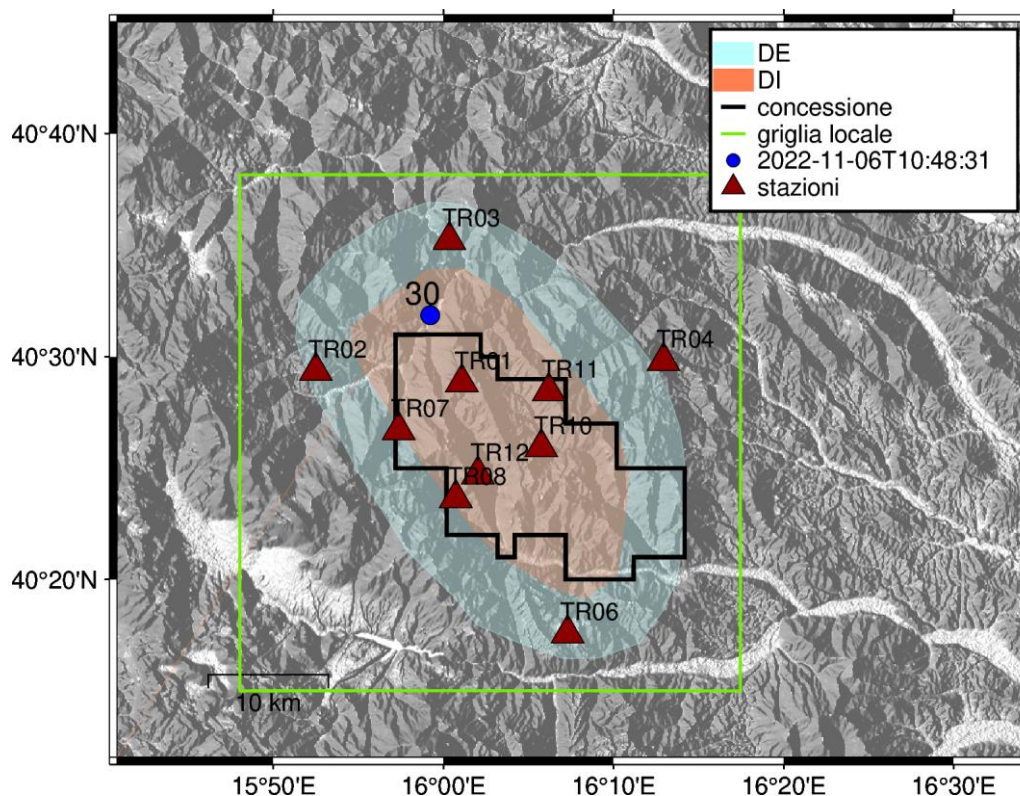 DE
DI
concessione
griglia locale
2022-11-06T10:48:31
stazioni
40°40'N
40°30'N
40°20'N
TR03
30
TR02
TR04
TR01
TR11
TR07
TR10
TR12
TR08
TR06
10 km
15°50'E
16°00'E
16°10'E
16°20'E
16°30'E